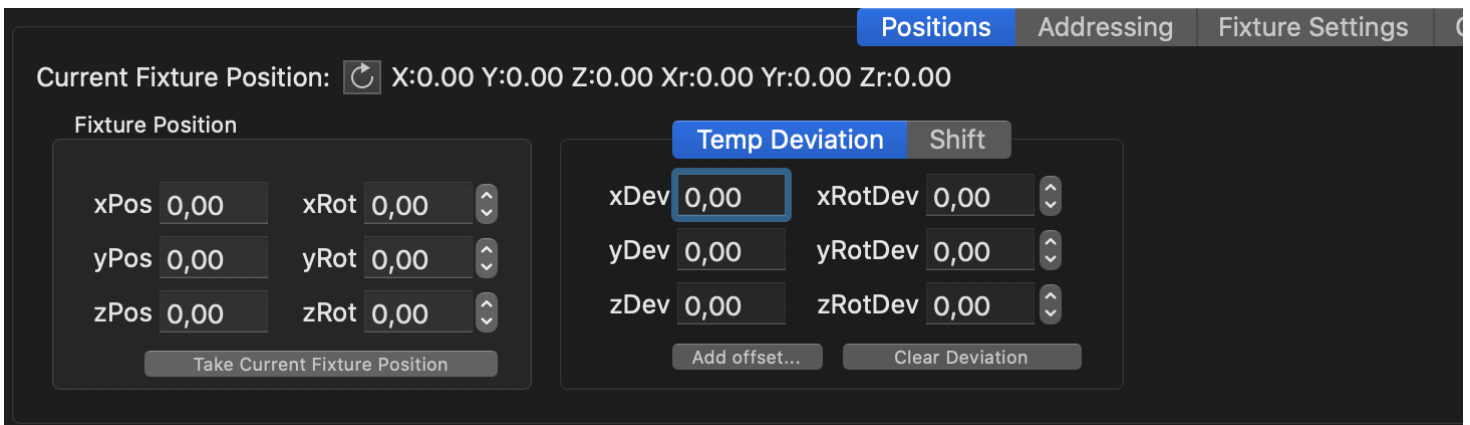 Positions Addressing Fixture Settings
Current Fixture Position: X:0.00 Y:0.00 Z:0.00 Xr:0.00 Yr:0.00 Zr:0.00
Fixture Position
xPos 0,00 xRot 0,00
yPos 0,00 yRot 0,00
zPos 0,00 zRot 0,00
Take Current Fixture Position
Temp Deviation Shift
xDev 0,00 xRotDev 0,00
yDev 0,00 yRotDev 0,00
zDev 0,00 zRotDev 0,00
Add offset... Clear Deviation